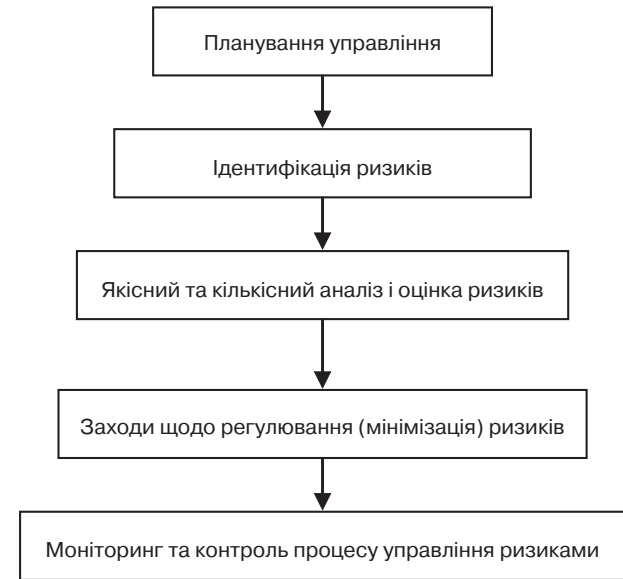 Планування управління
Ідентифікація ризиків
Якісний та кількісний аналіз і оцінка ризиків
Заходи щодо регулювання (мінімізація) ризиків
Моніторинг та контроль процесу управління ризиками